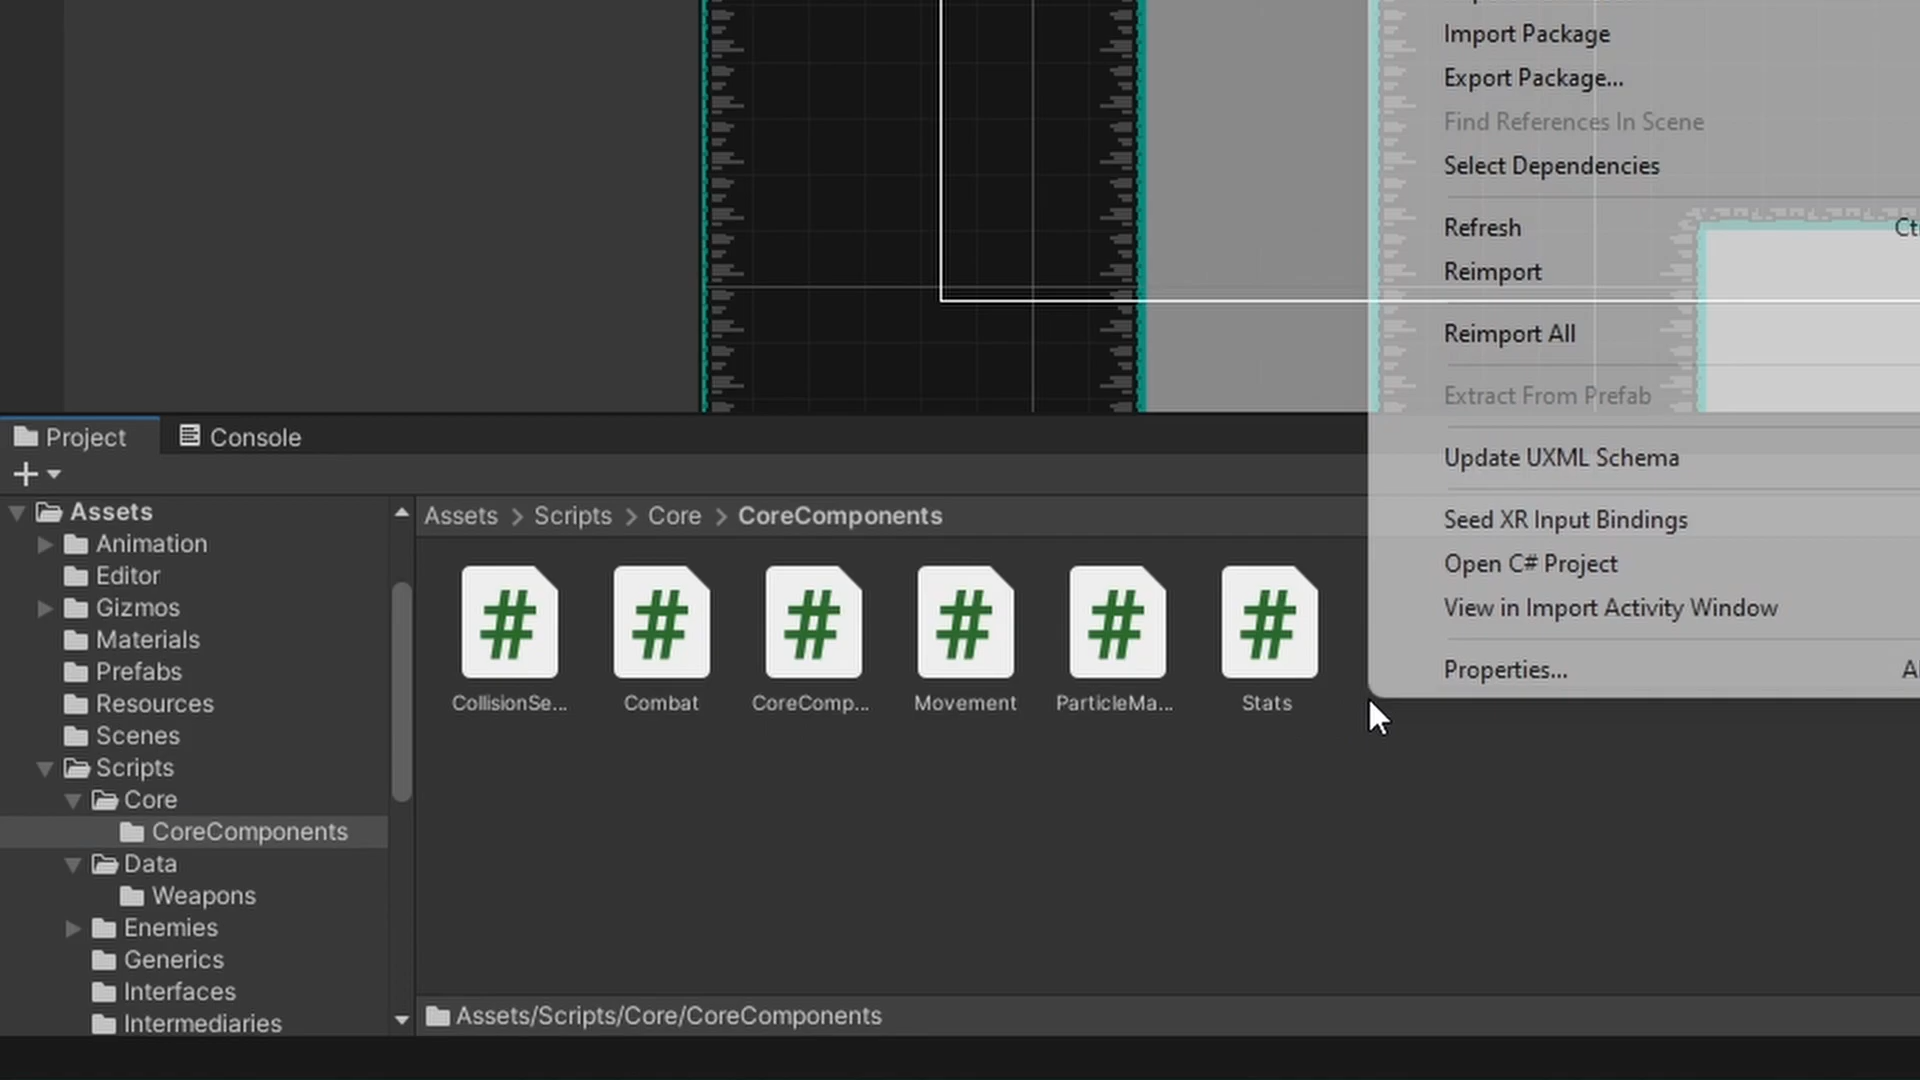 Import Package
Export Package...
Find References In Scene
Select Dependencies
Refresh
Reimport
Reimport All
Extract From Prefab
Update UXML Schema
Seed XR Input Bindings
Open C# Project
View in Import Activity Window
Properties...
Project
Console
Assets
Animation
Editor
Gizmos
Materials
Prefabs
Resources
Scenes
Scripts
Core
CoreComponents
Data
Weapons
Enemies
Generics
Interfaces
Intermediaries
Assets > Scripts > Core > CoreComponents
CollisionSe...
Combat
CoreComp...
Movement
ParticleMa...
Stats
Assets/Scripts/Core/CoreComponents